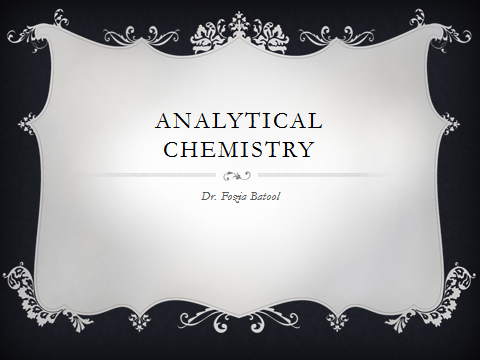 ANALYTICAL
CHEMISTRY
Dr. Fozia Batool